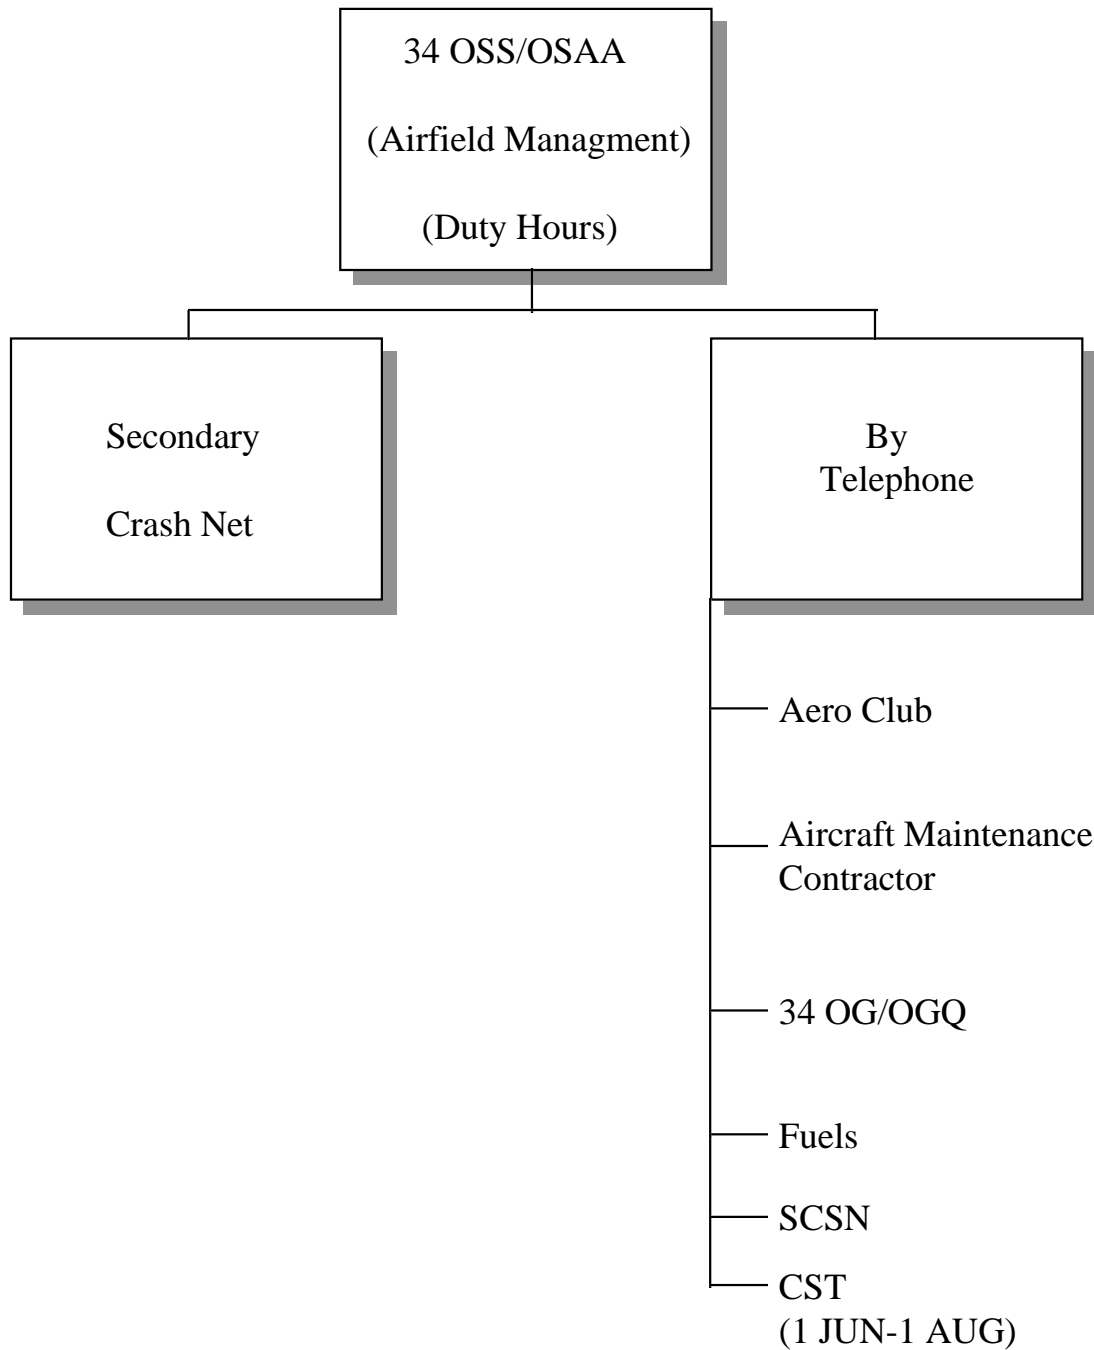 34 OSS/OSAA
(Airfield Managment)
(Duty Hours)
Secondary
Crash Net
By
Telephone
Aero Club
Aircraft Maintenance
Contractor
34 OG/OGQ
Fuels
SCSN
CST
(1 JUN-1 AUG)